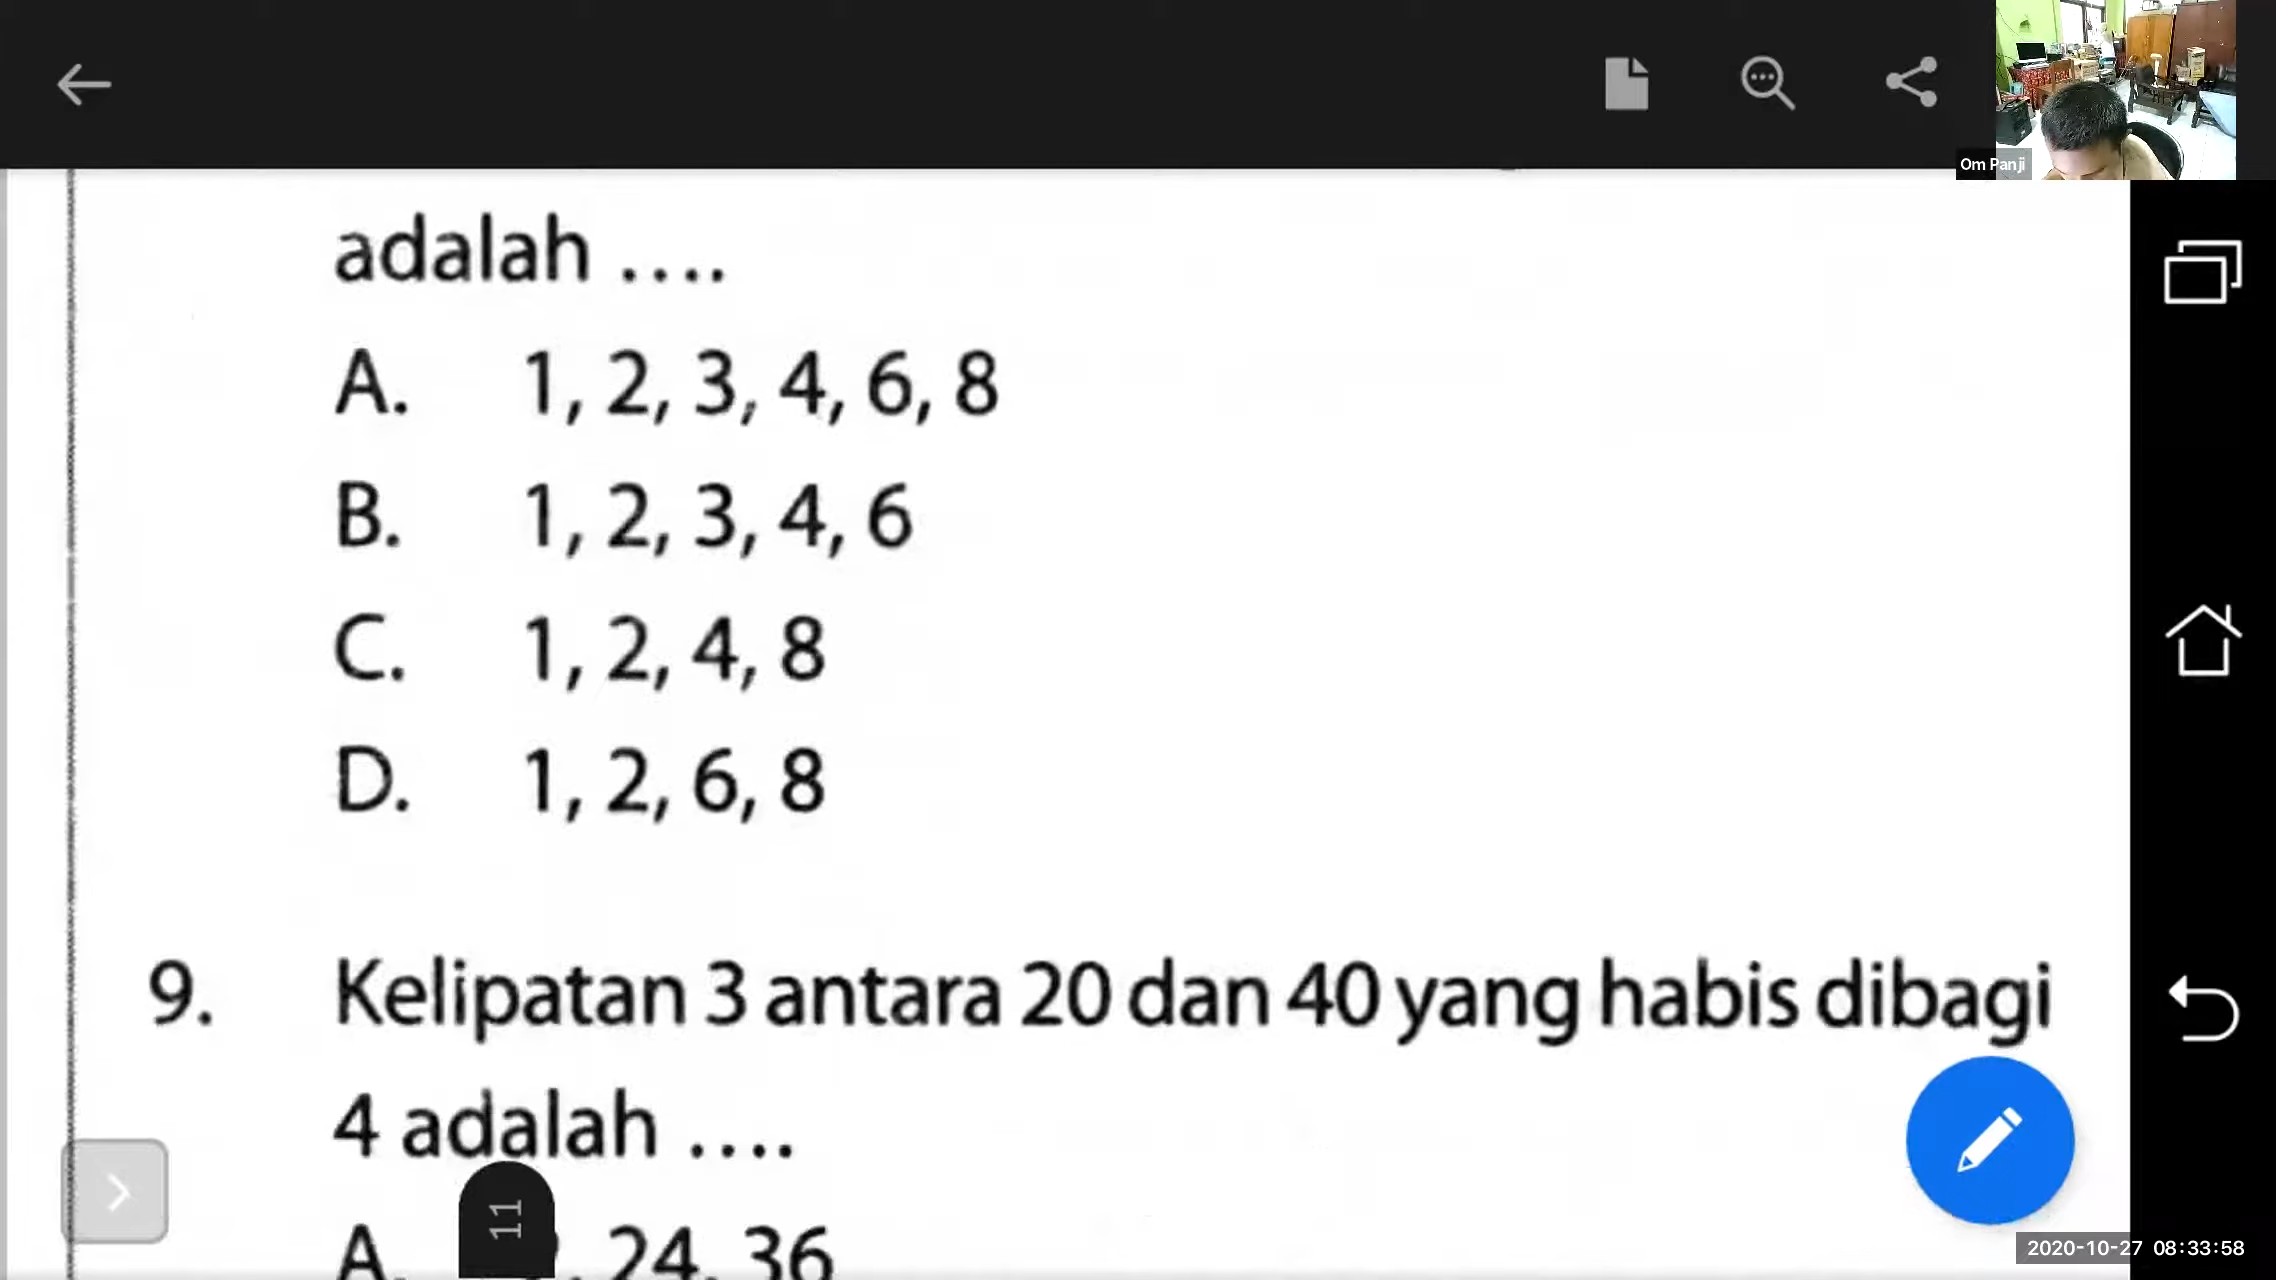 Om Panji
adalah ....
A. 1, 2, 3, 4, 6, 8
B. 1, 2, 3, 4, 6
C. 1, 2, 4, 8
D. 1, 2, 6, 8
9. Kelipatan 3 antara 20 dan 40 yang habis dibagi
4 adalah ....
A. , 24, 36
11
2020-10-27 08:33:58